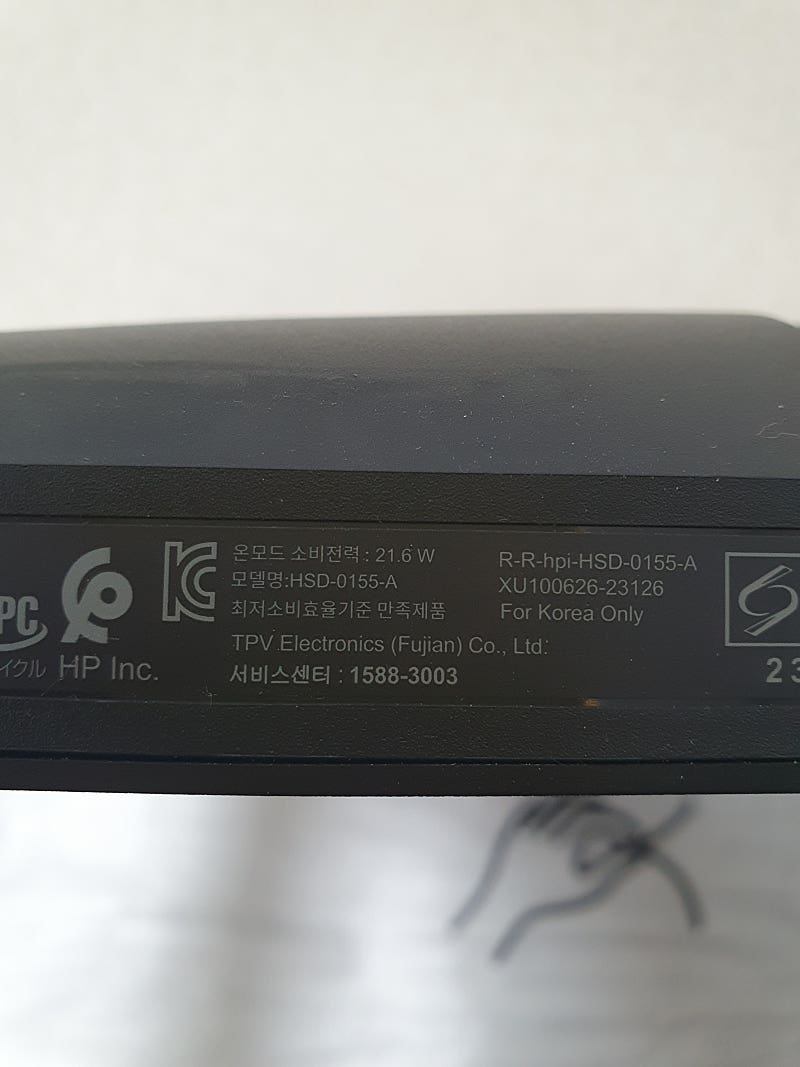 PC
イクル
HP Inc.
온모드 소비전력 : 21.6 W
모델명:HSD-0155-A
최저소비효율기준 만족제품
TPV Electronics (Fujian) Co., Ltd.
서비스센터 : 1588-3003
R-R-hpi-HSD-0155-A
XU100626-23126
For Korea Only
23